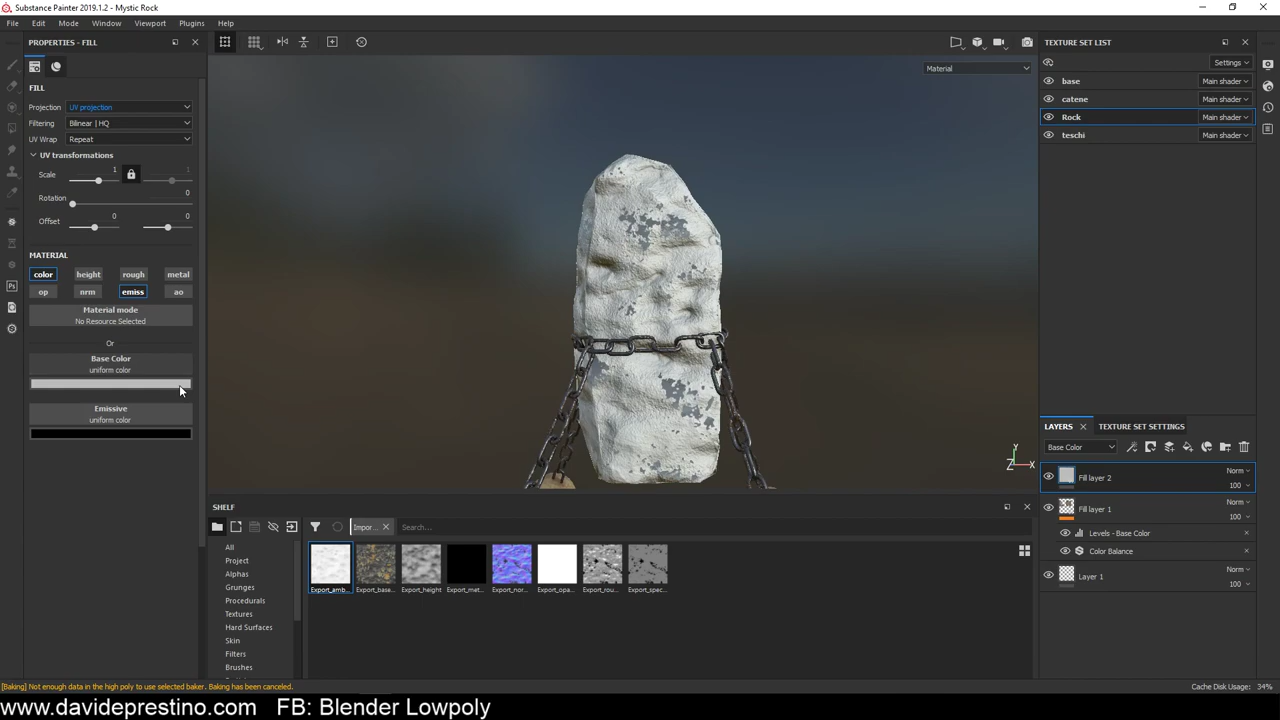 Substance Painter 2019.1.2 - Mystic Rock
File Edit Mode Window Viewport Plugins Help
PROPERTIES - FILL
FILL
Projection UV projection
Filtering Bilinear | HQ
UV Wrap Repeat
UV transformations
Scale 1 1
Rotation 0
Offset 0 0
MATERIAL
color height rough metal
op nrm emiss ao
Material mode
No Resource Selected
Or
Base Color
uniform color
Emissive
uniform color
Material
Y
Z X
SHELF
Impor...
Search...
All
Project
Alphas
Grunges
Procedurals
Textures
Hard Surfaces
Skin
Filters
Brushes
Export_amb... Export_base... Export_height Export_met... Export_nor... Export_opa... Export_rou... Export_spec...
TEXTURE SET LIST
Settings
base Main shader
catene Main shader
Rock Main shader
teschi Main shader
LAYERS TEXTURE SET SETTINGS
Base Color
Fill layer 2 Norm 100
Fill layer 1 Norm 100
Levels - Base Color
Color Balance
Layer 1 Norm 100
[Baking] Not enough data in the high poly to use selected baker. Baking has been canceled.
Cache Disk Usage: 34%
www.davideprestino.com FB: Blender Lowpoly